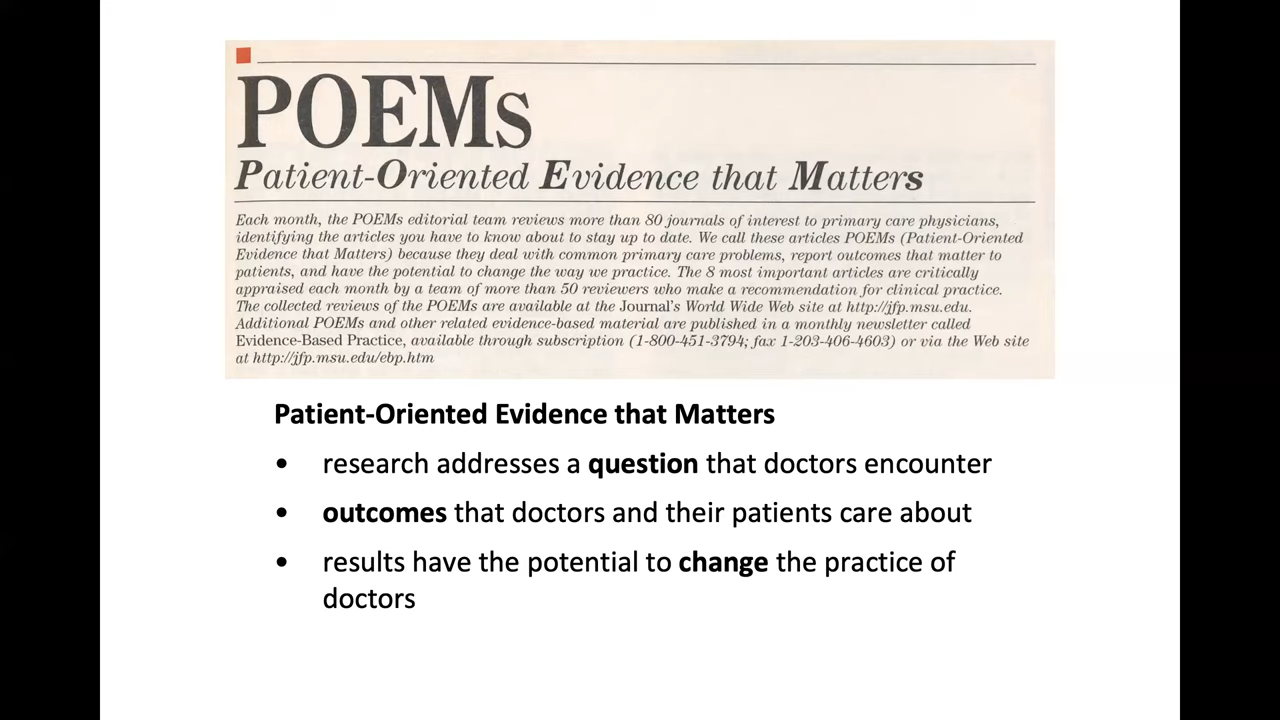 POEMs
Patient-Oriented Evidence that Matters
Each month, the POEMs editorial team reviews more than 80 journals of interest to primary care physicians,
identifying the articles you have to know about to stay up to date. We call these articles POEMs (Patient-Oriented
Evidence that Matters) because they deal with common primary care problems, report outcomes that matter to
patients, and have the potential to change the way we practice. The 8 most important articles are critically
appraised each month by a team of more than 50 reviewers who make a recommendation for clinical practice.
The collected reviews of the POEMs are available at the Journal's World Wide Web site at http://jfp.msu.edu.
Additional POEMs and other related evidence-based material are published in a monthly newsletter called
Evidence-Based Practice, available through subscription (1-800-451-3794; fax 1-203-406-4603) or via the Web site
at http://jfp.msu.edu/ebp.htm
Patient-Oriented Evidence that Matters
• research addresses a question that doctors encounter
• outcomes that doctors and their patients care about
• results have the potential to change the practice of
doctors